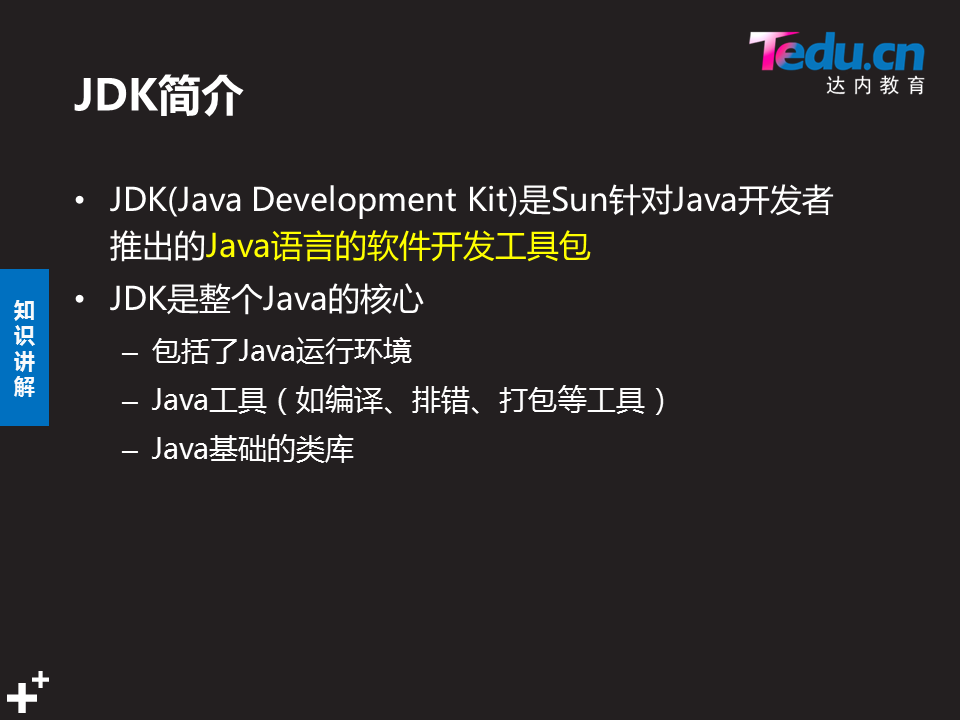 Tedu.cn
达内教育
JDK简介
• JDK(Java Development Kit)是Sun针对Java开发者
推出的Java语言的软件开发工具包
• JDK是整个Java的核心
– 包括了Java运行环境
– Java工具（如编译、排错、打包等工具）
– Java基础的类库
知
识
讲
解